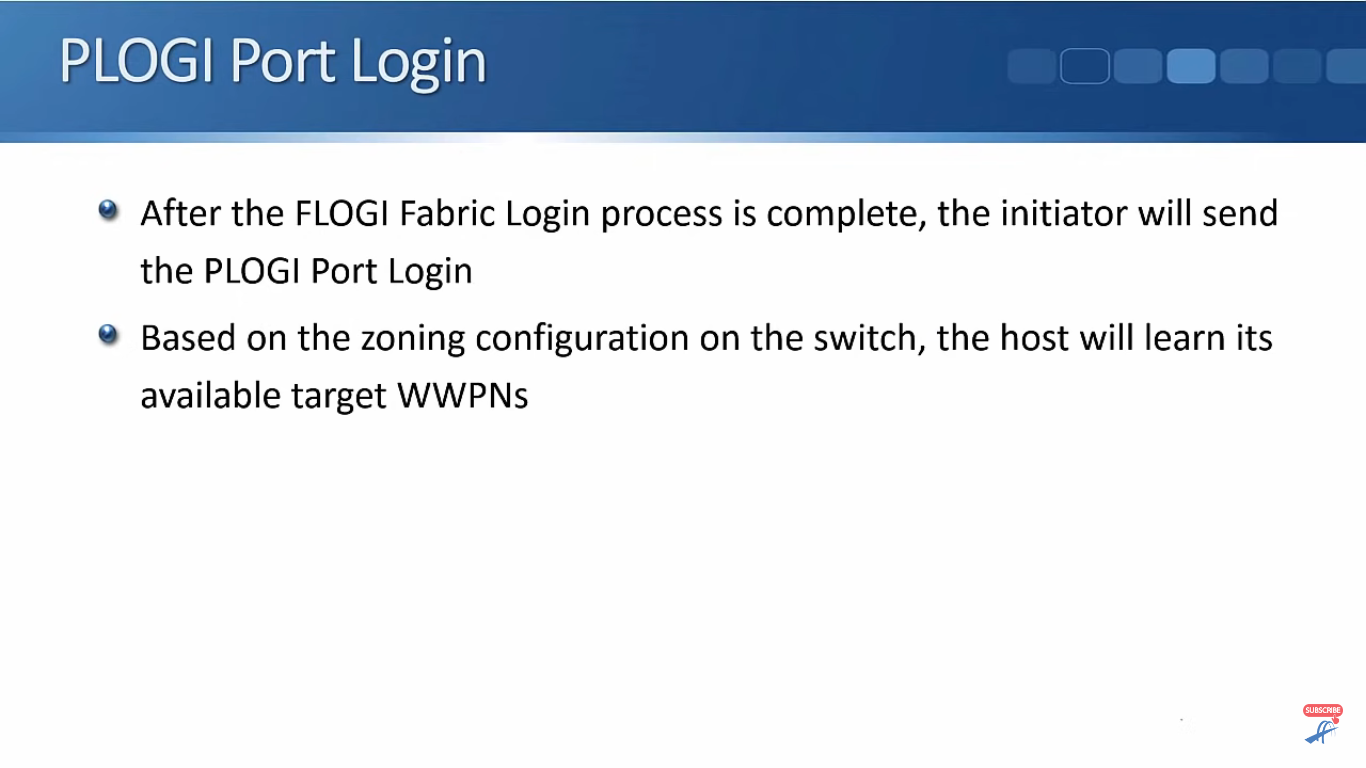 PLOGI Port Login
After the FLOGI Fabric Login process is complete, the initiator will send
the PLOGI Port Login
Based on the zoning configuration on the switch, the host will learn its
available target WWPNs
SUBSCRIBE